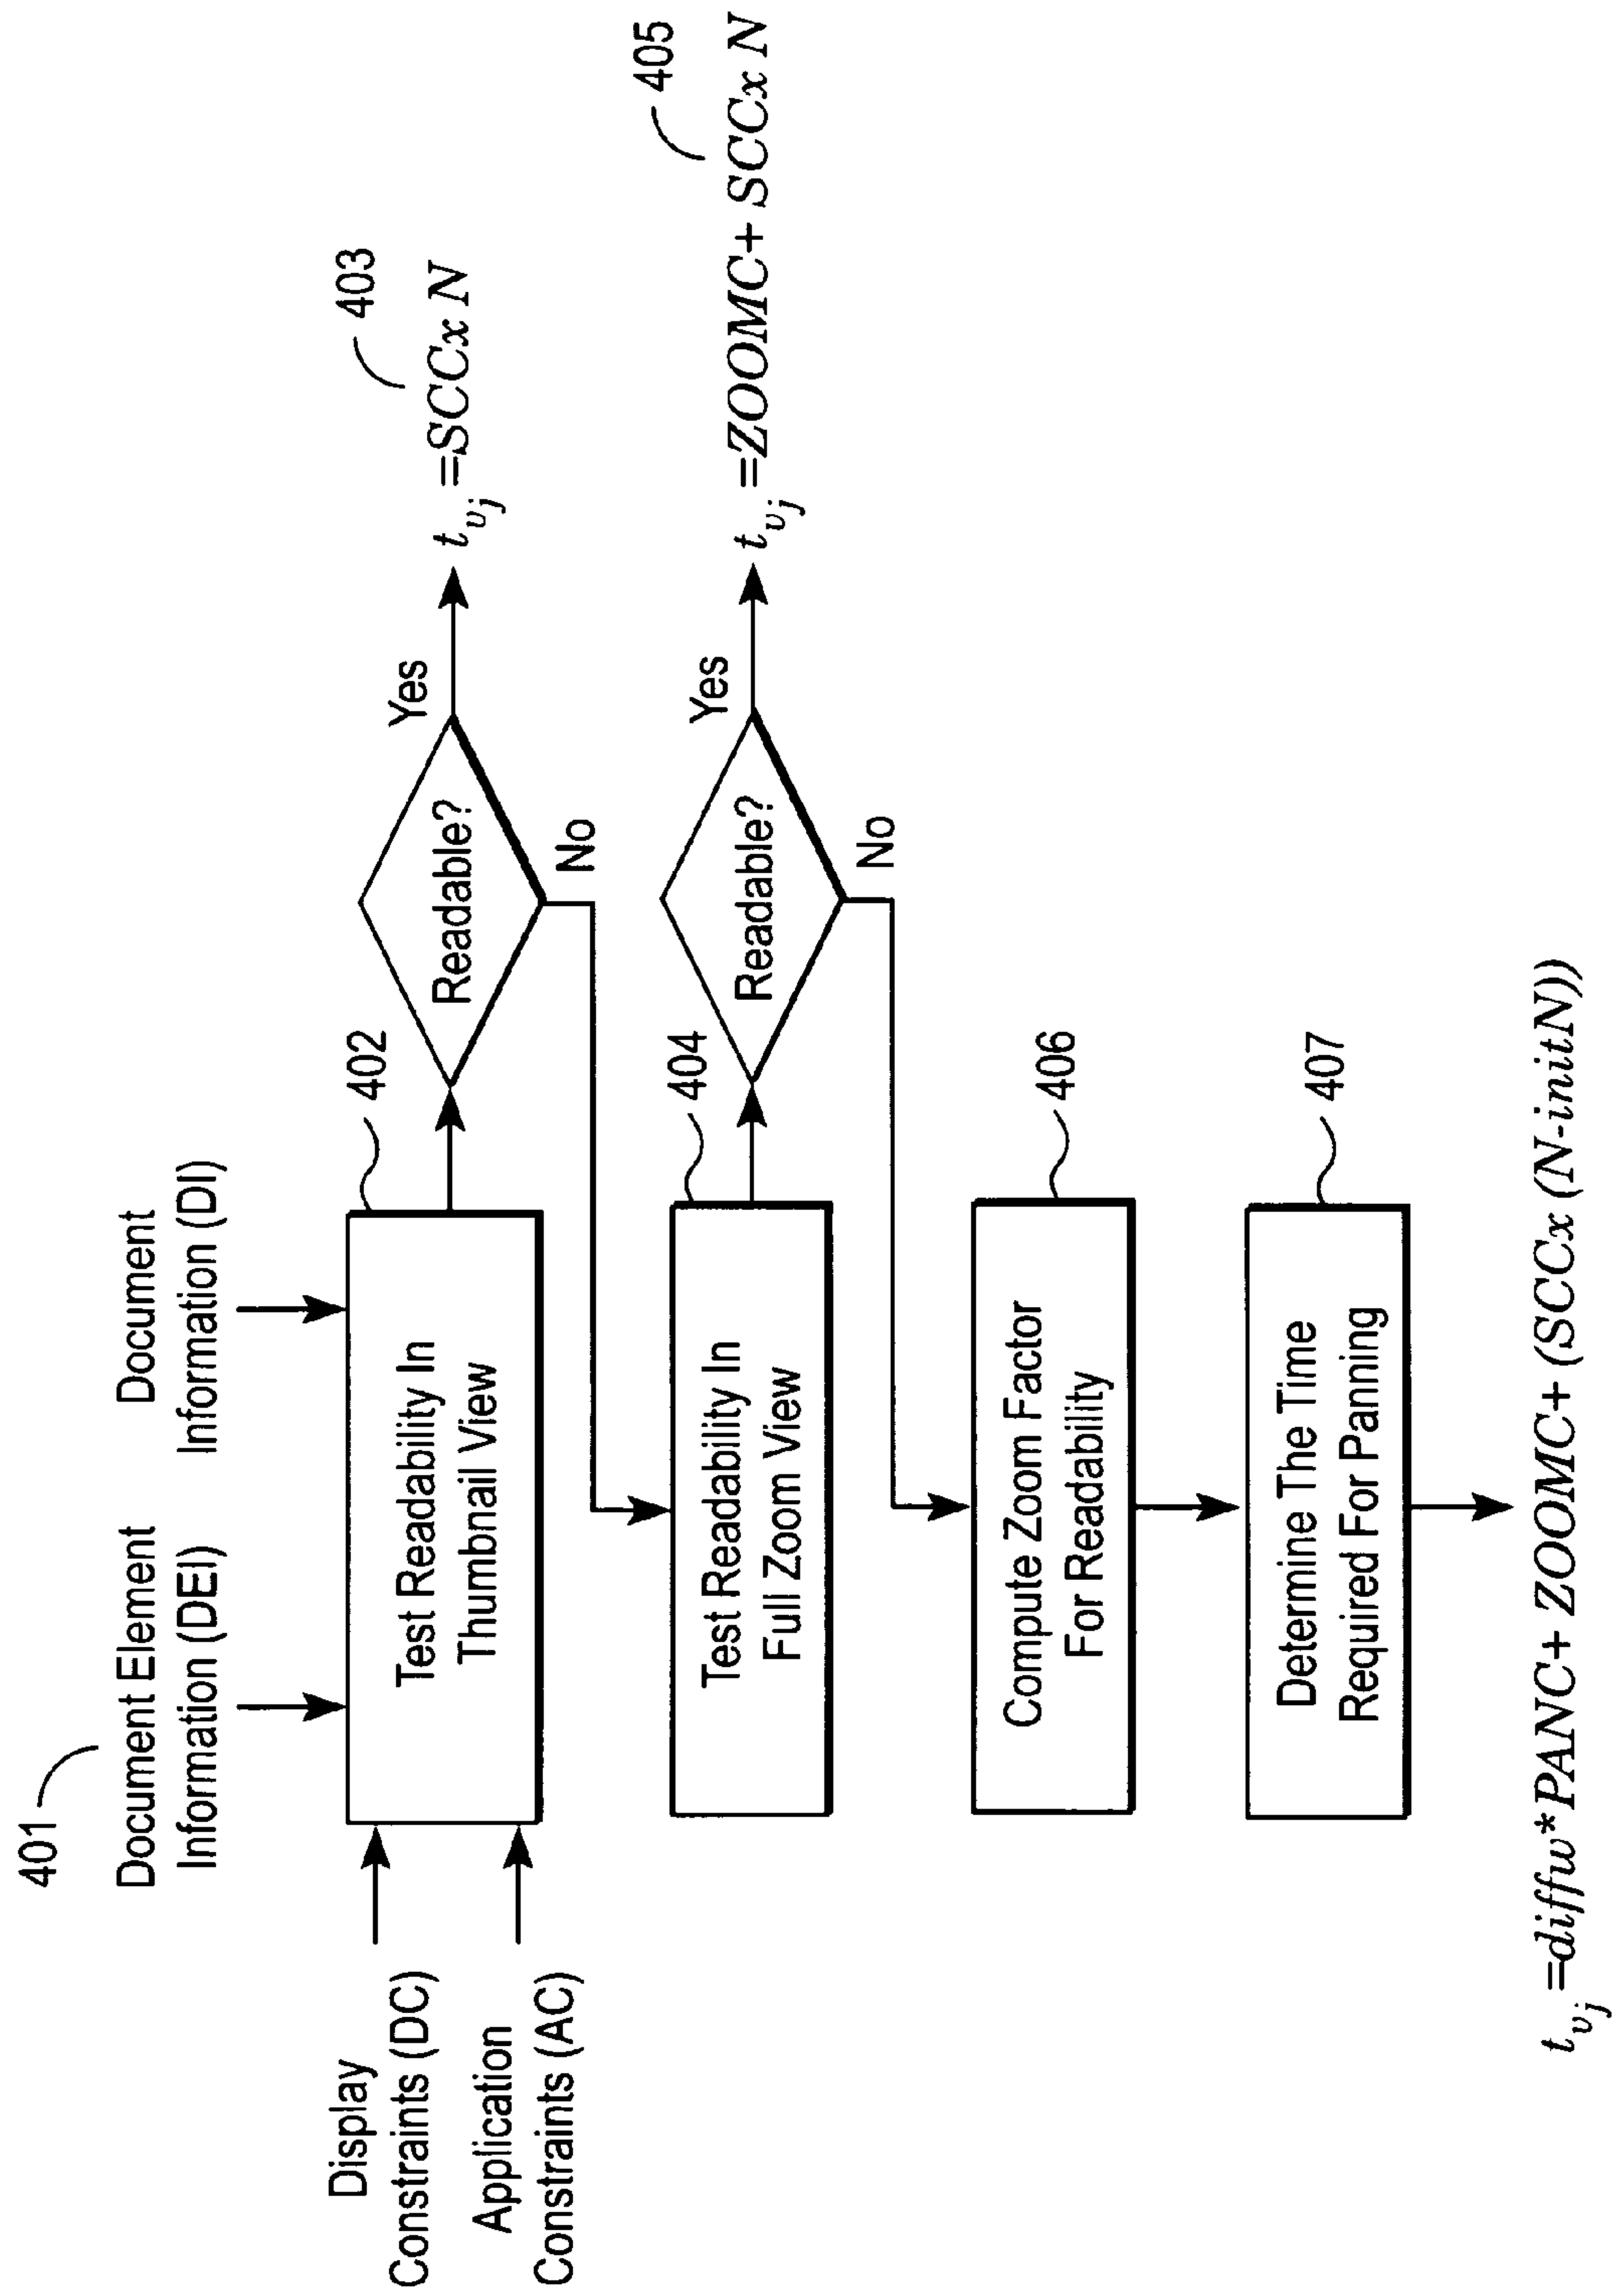 401
Document Element
Information (DEI)
Document
Information (DI)
Display
Constraints (DC)
Application
Constraints (AC)
402
Test Readability In
Thumbnail View
Readable?
Yes
No
403
t_{v_j} =SCCx N
404
Test Readability In
Full Zoom View
Readable?
Yes
No
405
t_{v_j} =ZOOMC+ SCCx N
406
Compute Zoom Factor
For Readability
407
Determine The Time
Required For Panning
t_{v_j} =diffw*PANC+ ZOOMC+ (SCCx (N-initN))